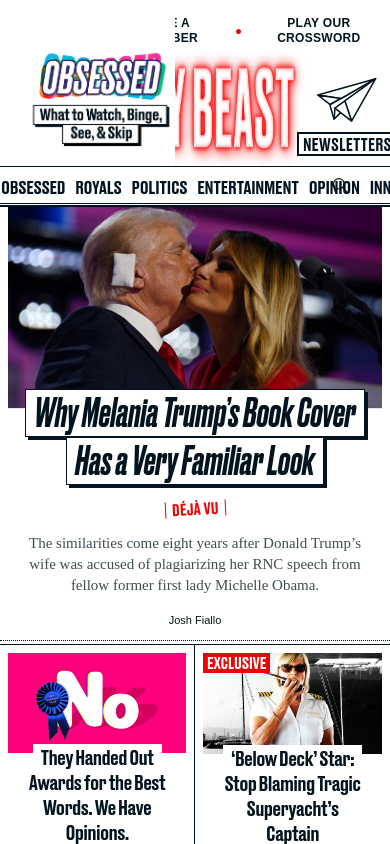 E A
BER
PLAY OUR
CROSSWORD
OBSESSED
What to Watch, Binge,
See, & Skip
Y BEAST
NEWSLETTERS
OBSESSED ROYALS POLITICS ENTERTAINMENT OPINION INN
Why Melania Trump's Book Cover
Has a Very Familiar Look
DÉJÀ VU
The similarities come eight years after Donald Trump’s
wife was accused of plagiarizing her RNC speech from
fellow former first lady Michelle Obama.
Josh Fiallo
No
They Handed Out
Awards for the Best
Words. We Have
Opinions.
EXCLUSIVE
‘Below Deck’ Star:
Stop Blaming Tragic
Superyacht’s
Captain